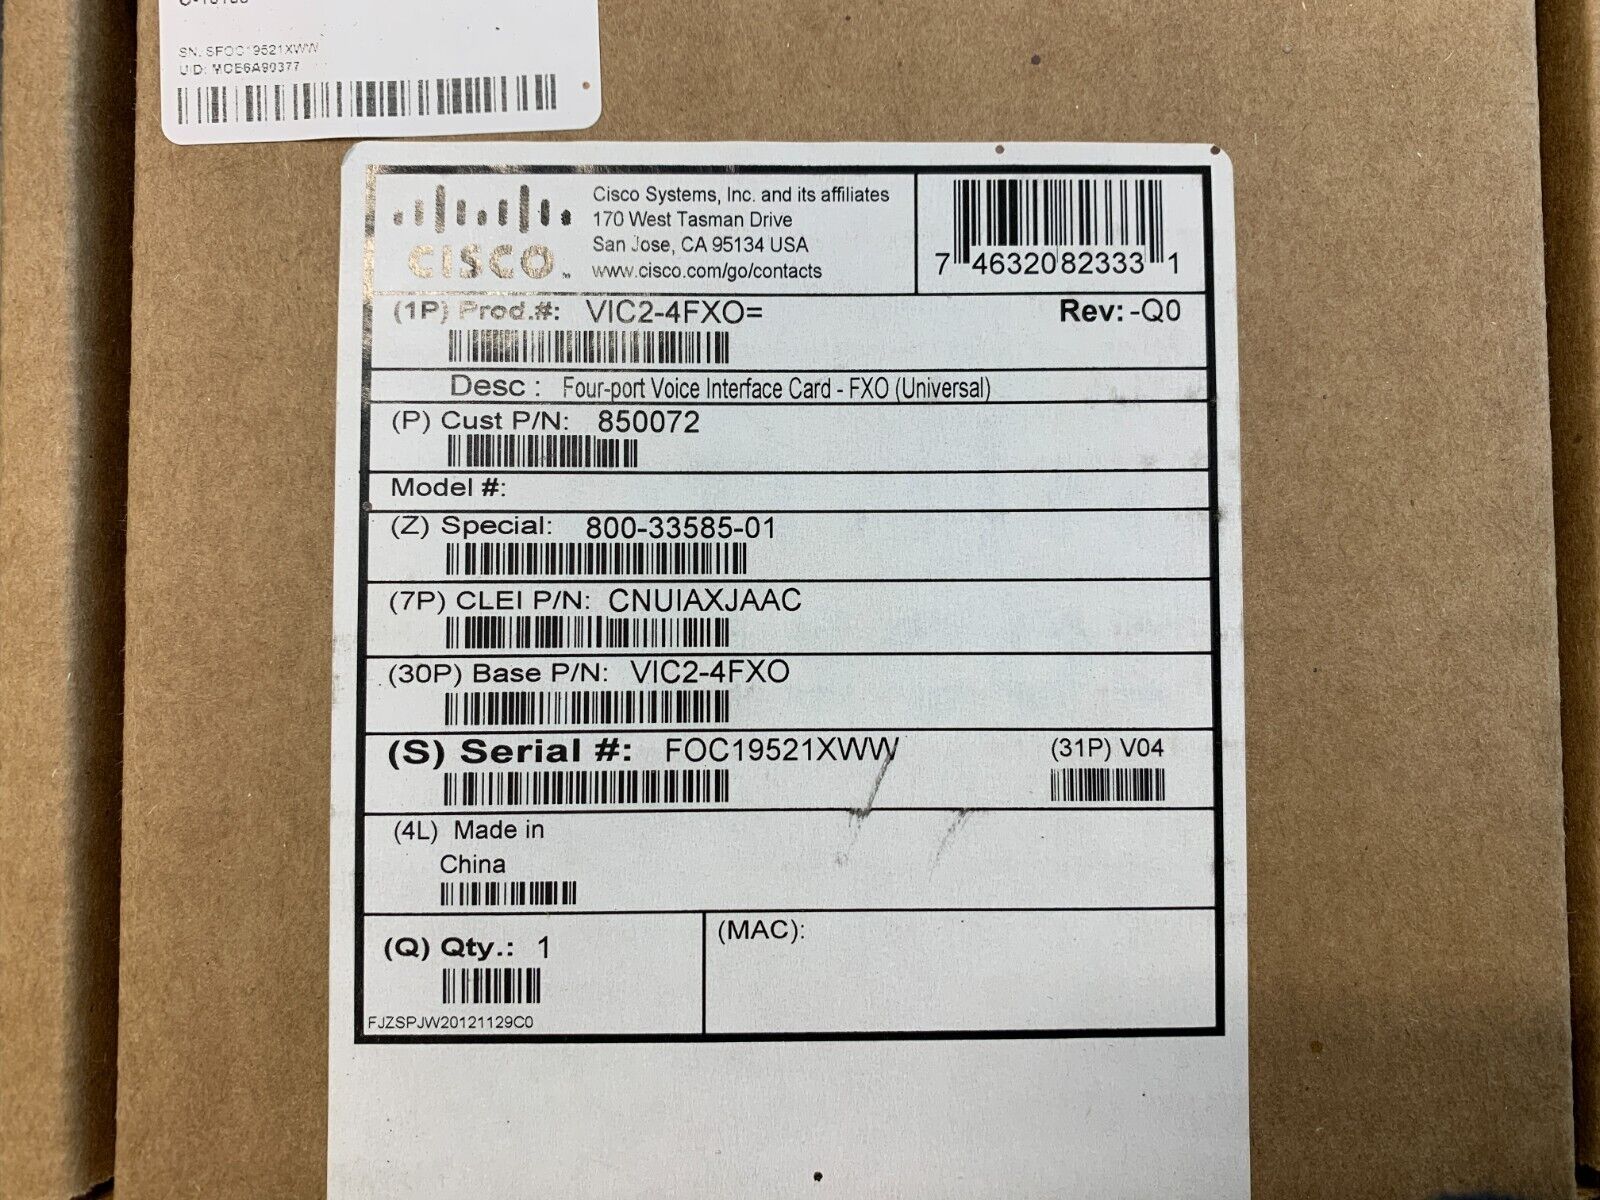 SN: SFOC19521XWW
UID: MCE6A90377
CISCO™
Cisco Systems, Inc. and its affiliates
170 West Tasman Drive
San Jose, CA 95134 USA
www.cisco.com/go/contacts
7 4632082333 1
(1P) Prod.#: VIC2-4FXO= Rev: -Q0
Desc : Four-port Voice Interface Card - FXO (Universal)
(P) Cust P/N: 850072
Model #:
(Z) Special: 800-33585-01
(7P) CLEI P/N: CNUIAXJAAC
(30P) Base P/N: VIC2-4FXO
(S) Serial #: FOC19521XWW (31P) V04
(4L) Made in
China
(Q) Qty.: 1
(MAC):
FJZSPJW20121129C0